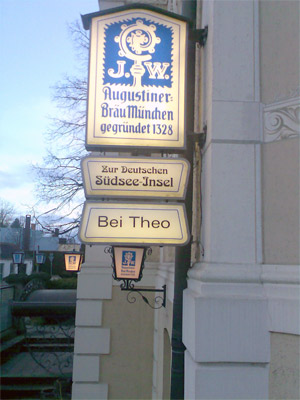 J. W.
Augustiner-
Bräu München
gegründet 1328
Zur Deutschen
Südsee-Insel
Bei Theo